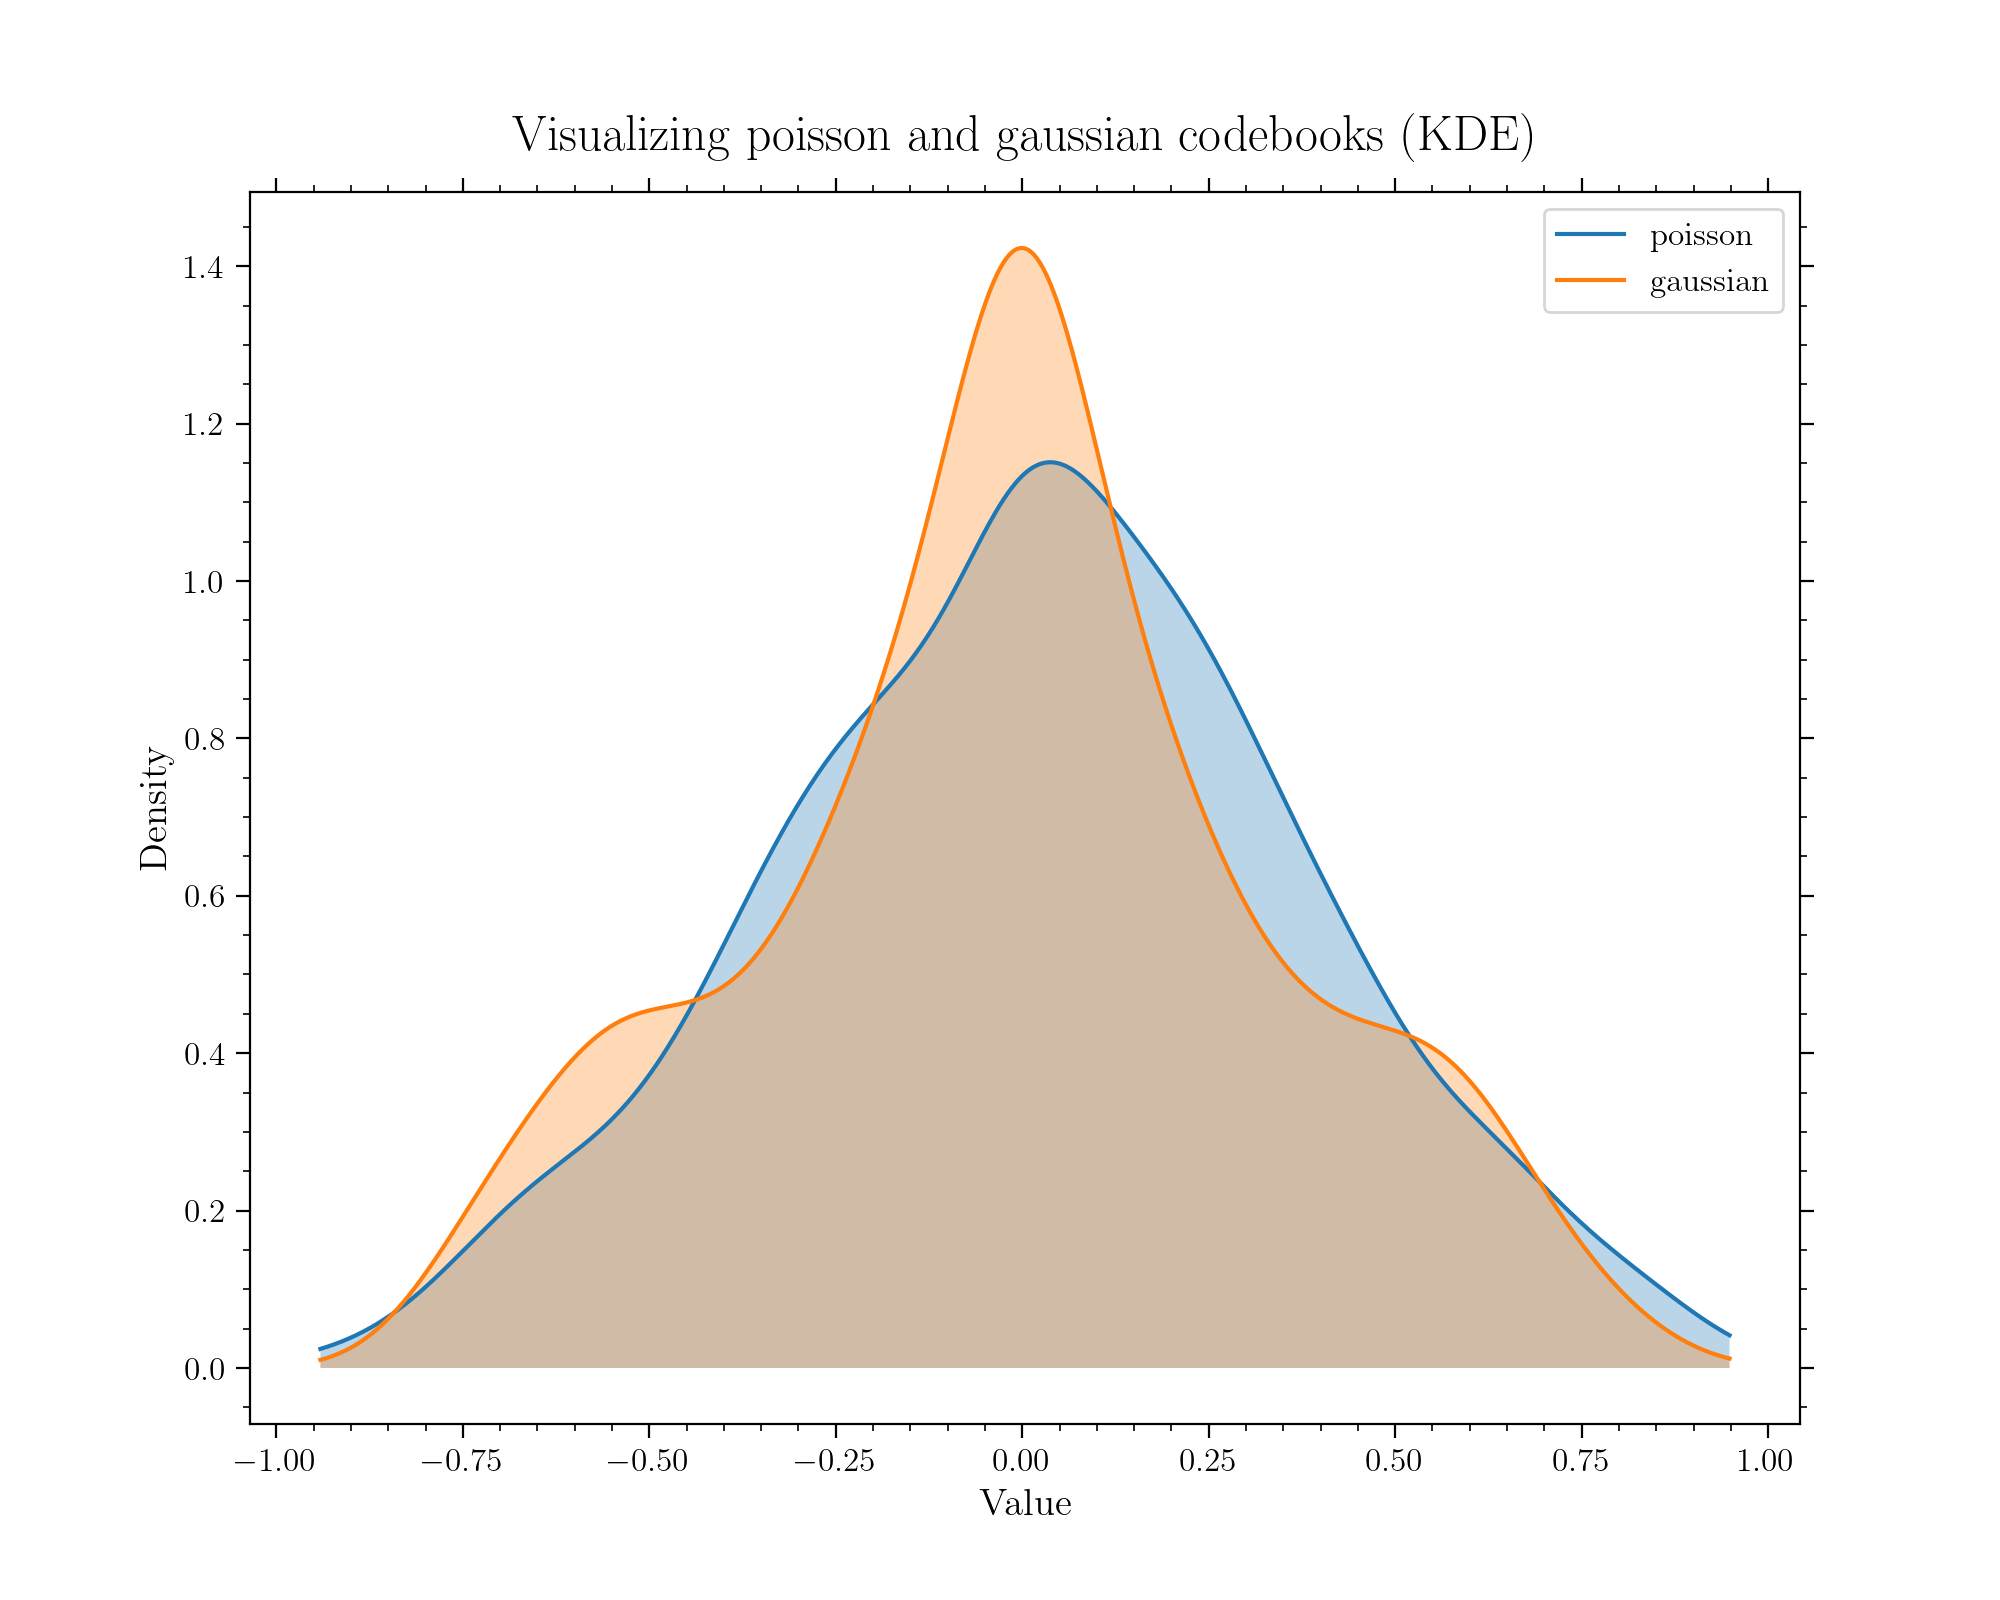 Visualizing poisson and gaussian codebooks (KDE)
poisson
gaussian
1.4
1.2
1.0
0.8
0.6
0.4
0.2
0.0
Density
−1.00 −0.75 −0.50 −0.25 0.00 0.25 0.50 0.75 1.00
Value